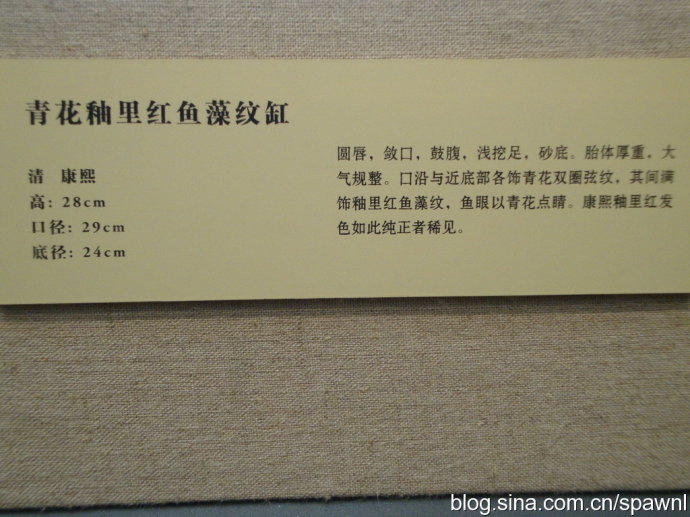 青花釉里红鱼藻纹缸
清 康熙
高: 28cm
口径: 29cm
底径: 24cm
圆唇，敛口，鼓腹，浅挖足，砂底。胎体厚重，大
气规整。口沿与近底部各饰青花双圈弦纹，其间满
饰釉里红鱼藻纹，鱼眼以青花点睛。康熙釉里红发
色如此纯正者稀见。
blog.sina.com.cn/spawnl